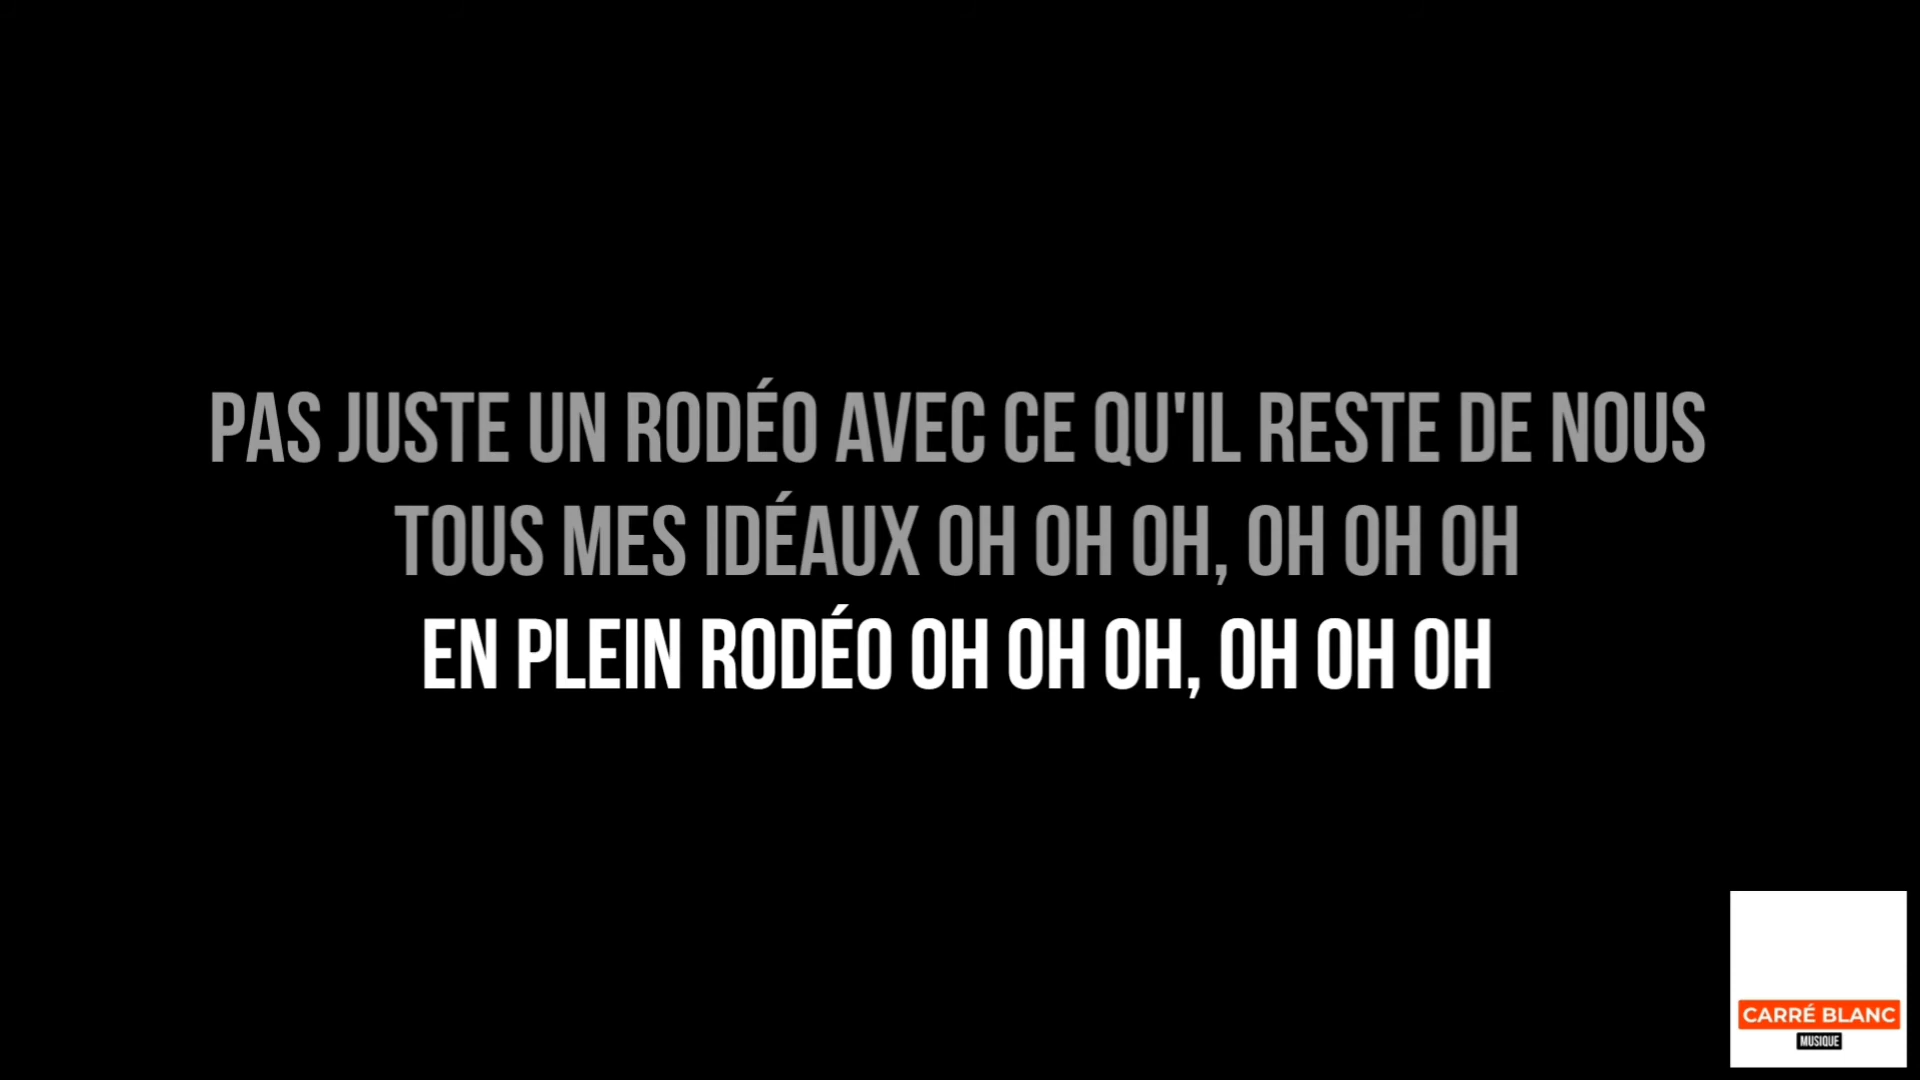 PAS JUSTE UN RODÉO AVEC CE QU'IL RESTE DE NOUS
TOUS MES IDÉAUX OH OH OH, OH OH OH
EN PLEIN RODÉO OH OH OH, OH OH OH
CARRÉ BLANC
MUSIQUE